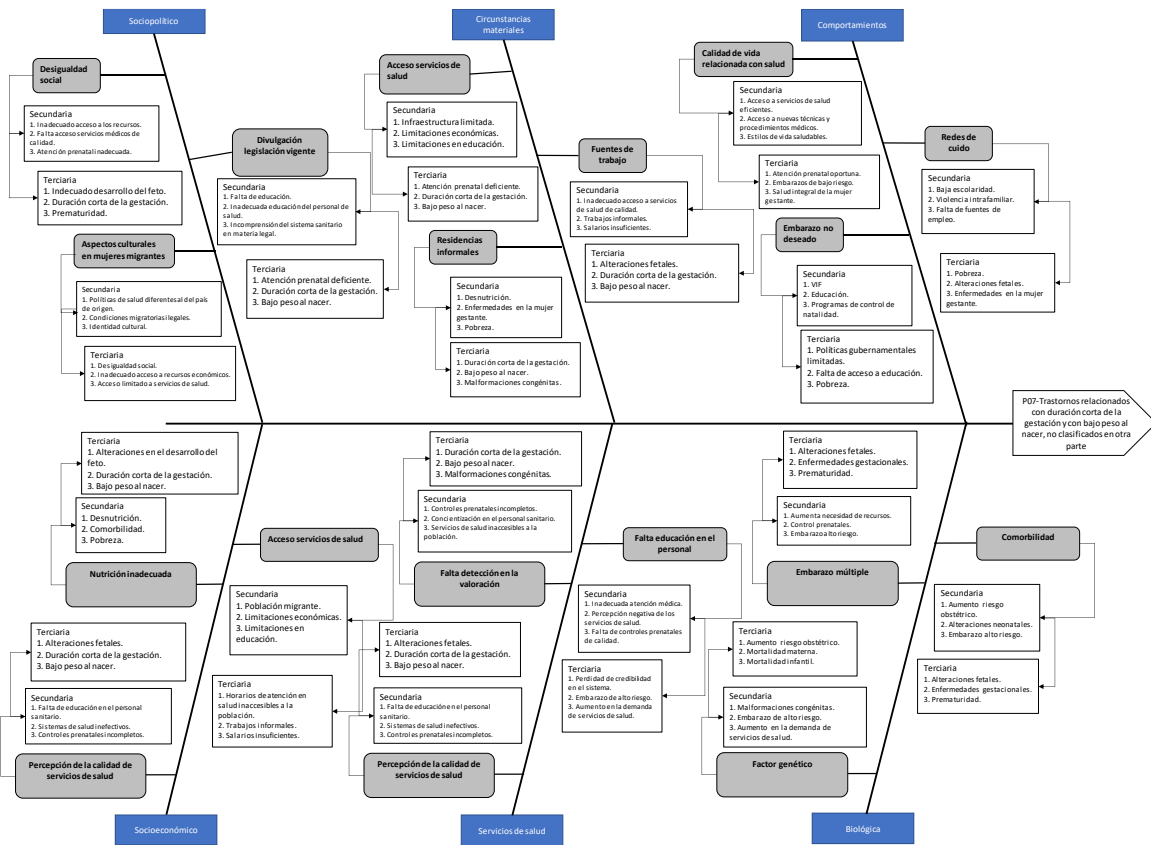 Sociopolítico
Circunstancias
materiales
Comportamientos
Desigualdad
social
Secundaria
1. Inadecuado acceso a los recursos.
2. Falta acceso servicios médicos de
calidad.
3. Atención prenatal inadecuada.
Terciaria
1. Indecuado desarrollo del feto.
2. Duración corta de la gestación.
3. Prematuridad.
Divulgación
legislación vigente
Secundaria
1. Falta de educación.
2. Inadecuada educación del personal de
salud.
3. Incomprensión del sistema sanitario
en materia legal.
Terciaria
1. Atención prenatal deficiente.
2. Duración corta de la gestación.
3. Bajo peso al nacer.
Aspectos culturales
en mujeres migrantes
Secundaria
1. Políticas de salud diferentes al del país
de origen.
2. Condiciones migratorias ilegales.
3. Identidad cultural.
Terciaria
1. Desigualdad social.
2. Inadecuado acceso a recursos económicos.
3. Acceso limitado a servicios de salud.
Acceso servicios de
salud
Secundaria
1. Infraestructura limitada.
2. Limitaciones económicas.
3. Limitaciones en educación.
Terciaria
1. Atención prenatal deficiente.
2. Duración corta de la gestación.
3. Bajo peso al nacer.
Fuentes de
trabajo
Secundaria
1. Inadecuado acceso a servicios
de salud de calidad.
2. Trabajos informales.
3. Salarios insuficientes.
Terciaria
1. Alteraciones fetales.
2. Duración corta de la gestación.
3. Bajo peso al nacer.
Residencias
informales
Secundaria
1. Desnutrición.
2. Enfermedades en la mujer
gestante.
3. Pobreza.
Terciaria
1. Duración corta de la gestación.
2. Bajo peso al nacer.
3. Malformaciones congénitas.
Calidad de vida
relacionada con salud
Secundaria
1. Acceso a servicios de salud
eficientes.
2. Acceso a nuevas técnicas y
procedimientos médicos.
3. Estilos de vida saludables.
Terciaria
1. Atención prenatal oportuna.
2. Embarazos de bajo riesgo.
3. Salud integral de la mujer
gestante.
Redes de
cuido
Secundaria
1. Baja escolaridad.
2. Violencia intrafamiliar.
3. Falta de fuentes de
empleo.
Terciaria
1. Pobreza.
2. Alteraciones fetales.
3. Enfermedades en la mujer
gestante.
Embarazo no
deseado
Secundaria
1. VIF
2. Educación.
3. Programas de control de
natalidad.
Terciaria
1. Políticas gubernamentales
limitadas.
2. Falta de acceso a educación.
3. Pobreza.
P07-Trastornos relacionados
con duración corta de la
gestación y con bajo peso al
nacer, no clasificados en otra
parte
Terciaria
1. Alteraciones en el desarrollo del
feto.
2. Duración corta de la gestación.
3. Bajo peso al nacer.
Secundaria
1. Desnutrición.
2. Comorbilidad.
3. Pobreza.
Nutrición inadecuada
Acceso servicios de salud
Secundaria
1. Población migrante.
2. Limitaciones económicas.
3. Limitaciones en
educación.
Terciaria
1. Horarios de atención en
salud inaccesibles a la
población.
2. Trabajos informales.
3. Salarios insuficientes.
Terciaria
1. Alteraciones fetales.
2. Duración corta de la gestación.
3. Bajo peso al nacer.
Secundaria
1. Falta de educación en el personal
sanitario.
2. Sistemas de salud inefectivos.
3. Controles prenatales incompletos.
Percepción de la calidad de
servicios de salud
Socioeconómico
Terciaria
1. Duración corta de la gestación.
2. Bajo peso al nacer.
3. Malformaciones congénitas.
Secundaria
1. Controles prenatales incompletos.
2. Concientización en el personal sanitario.
3. Servicios de salud inaccesibles a la
población.
Falta detección en la
valoración
Falta educación en el
personal
Secundaria
1. Inadecuada atención médica.
2. Percepción negativa de los
servicios de salud.
3. Falta de controles prenatales
de calidad.
Terciaria
1. Perdidad de credibilidad
en el sistema.
2. Embarazo de alto riesgo.
3. Aumento en la demanda
de servicios de salud.
Terciaria
1. Alteraciones fetales.
2. Duración corta de la gestación.
3. Bajo peso al nacer.
Secundaria
1. Falta de educación en el personal
sanitario.
2. Sistemas de salud inefectivos.
3. Controles prenatales incompletos.
Percepción de la calidad de
servicios de salud
Servicios de salud
Terciaria
1. Alteraciones fetales.
2. Enfermedades gestacionales.
3. Prematuridad.
Secundaria
1. Aumenta necesidad de recursos.
2. Control prenatales.
3. Embarazo alto riesgo.
Embarazo múltiple
Comorbilidad
Secundaria
1. Aumento riesgo
obstétrico.
2. Alteraciones neonatales.
3. Embarazo alto riesgo.
Terciaria
1. Alteraciones fetales.
2. Enfermedades gestacionales.
3. Prematuridad.
Terciaria
1. Aumento riesgo obstétrico.
2. Mortalidad materna.
3. Mortalidad infantil.
Secundaria
1. Malformaciones congénitas.
2. Embarazo de alto riesgo.
3. Aumento en la demanda de
servicios de salud.
Factor genético
Biológica